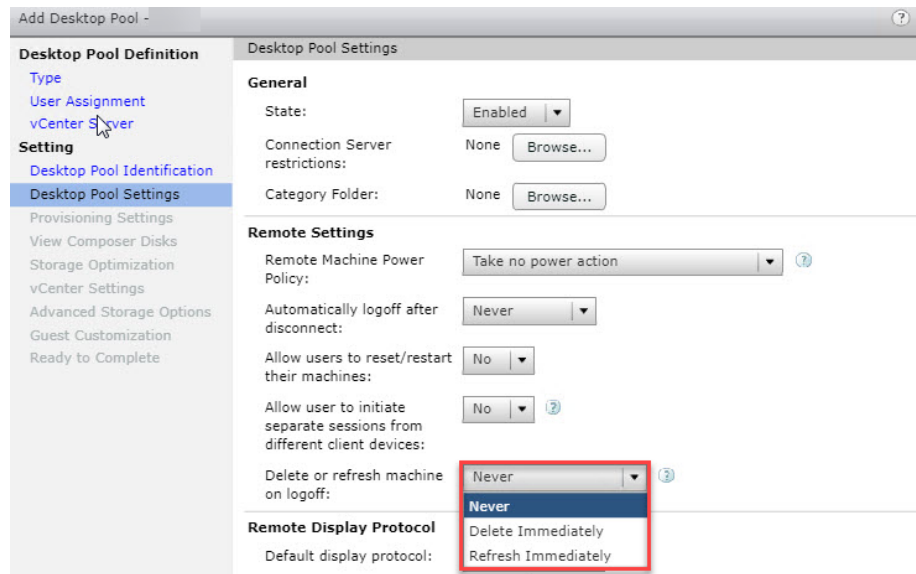 Add Desktop Pool -
?
Desktop Pool Definition
Type
User Assignment
vCenter Server
Setting
Desktop Pool Identification
Desktop Pool Settings
Provisioning Settings
View Composer Disks
Storage Optimization
vCenter Settings
Advanced Storage Options
Guest Customization
Ready to Complete
Desktop Pool Settings
General
State:
Enabled
Connection Server
restrictions:
None
Browse...
Category Folder:
None
Browse...
Remote Settings
Remote Machine Power
Policy:
Take no power action
?
Automatically logoff after
disconnect:
Never
Allow users to reset/restart
their machines:
No
Allow user to initiate
separate sessions from
different client devices:
No
?
Delete or refresh machine
on logoff:
Never
?
Never
Delete Immediately
Refresh Immediately
Remote Display Protocol
Default display protocol: